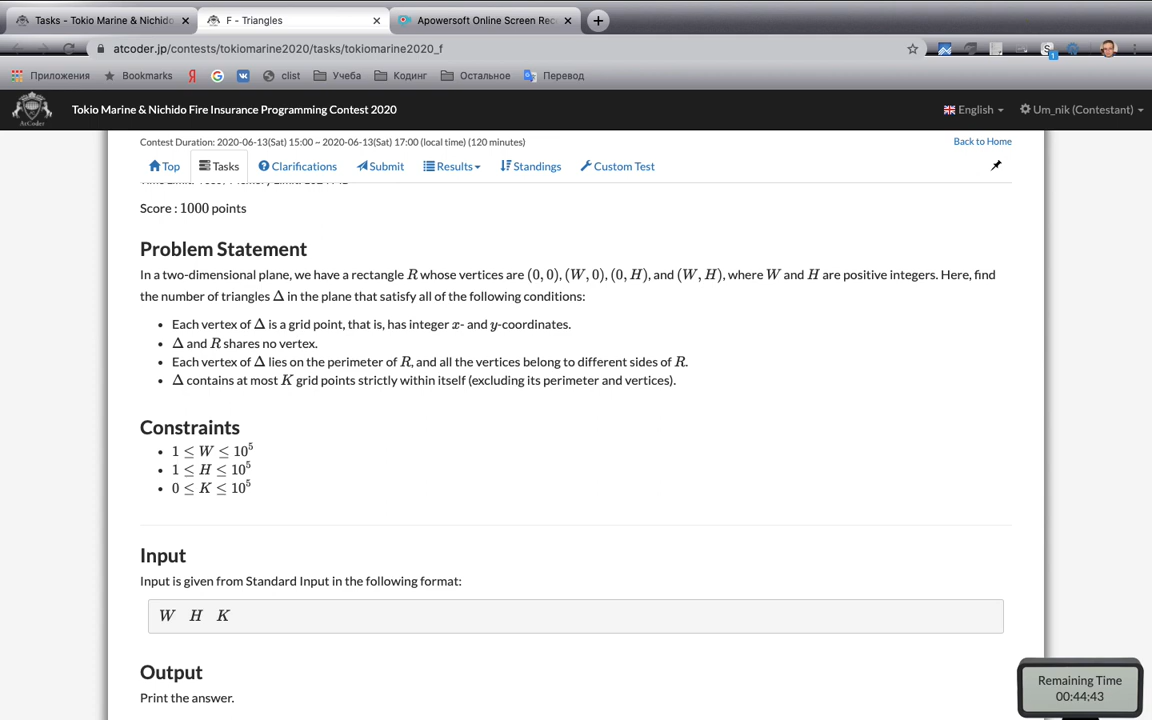 Tasks - Tokio Marine & Nichido
F - Triangles
Apowersoft Online Screen Rec
atcoder.jp/contests/tokiomarine2020/tasks/tokiomarine2020_f
Приложения Bookmarks clist Учеба Кодинг Остальное Перевод
Tokio Marine & Nichido Fire Insurance Programming Contest 2020 English Um_nik (Contestant)
Contest Duration: 2020-06-13(Sat) 15:00 ~ 2020-06-13(Sat) 17:00 (local time) (120 minutes) Back to Home
Top Tasks Clarifications Submit Results Standings Custom Test
Score : 1000 points
Problem Statement
In a two-dimensional plane, we have a rectangle R whose vertices are (0, 0), (W, 0), (0, H), and (W, H), where W and H are positive integers. Here, find
the number of triangles Δ in the plane that satisfy all of the following conditions:
• Each vertex of Δ is a grid point, that is, has integer x- and y-coordinates.
• Δ and R shares no vertex.
• Each vertex of Δ lies on the perimeter of R, and all the vertices belong to different sides of R.
• Δ contains at most K grid points strictly within itself (excluding its perimeter and vertices).
Constraints
• 1 ≤ W ≤ 10⁵
• 1 ≤ H ≤ 10⁵
• 0 ≤ K ≤ 10⁵
Input
Input is given from Standard Input in the following format:
W H K
Output
Print the answer.
Remaining Time
00:44:43